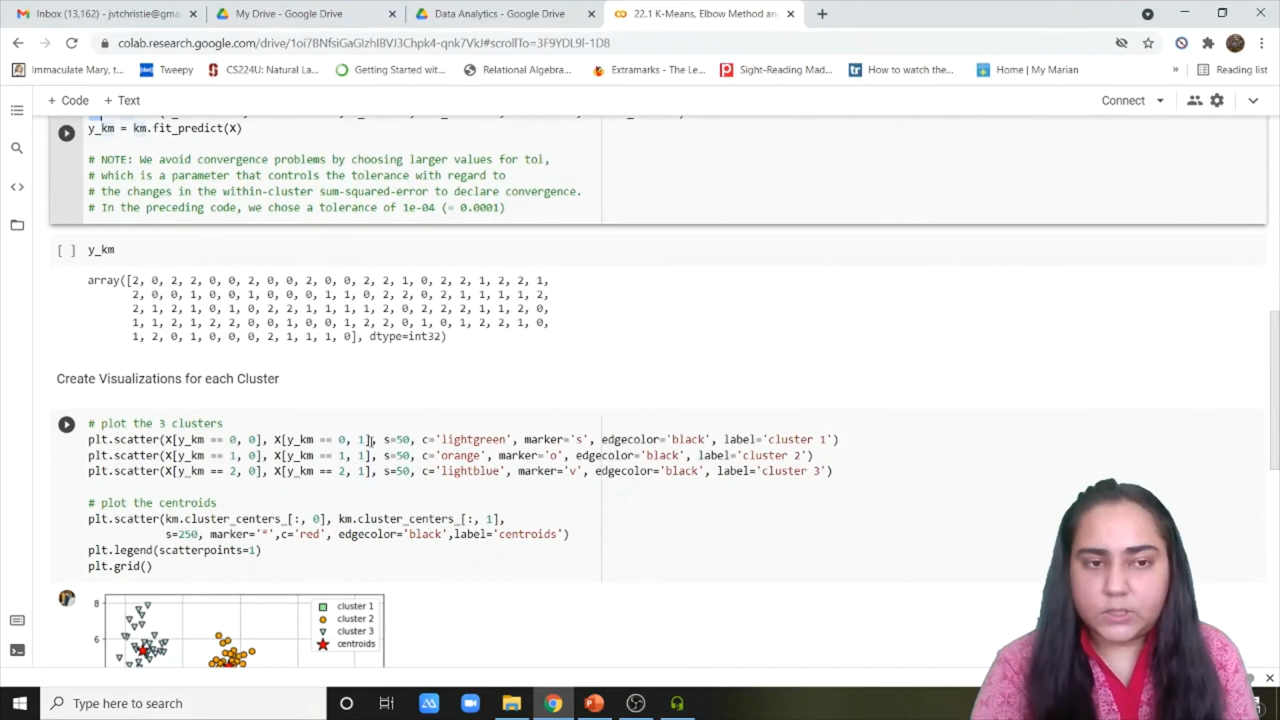 Inbox (13,162) - jvtchristie@gma
My Drive - Google Drive
Data Analytics - Google Drive
22.1 K-Means, Elbow Method an
colab.research.google.com/drive/1oi7BNfsiGaGlzhIBVJ3Chpk4-qnk7VkJ#scrollTo=3F9YDL9I-1D8
Immaculate Mary, t...
Tweepy
CS224U: Natural La...
Getting Started wit...
Relational Algebra...
Extramarks - The Le...
Sight-Reading Mad...
How to watch the...
Home | My Marian
»
Reading list
+ Code + Text
Connect
y_km = km.fit_predict(X)
# NOTE: We avoid convergence problems by choosing larger values for tol,
# which is a parameter that controls the tolerance with regard to
# the changes in the within-cluster sum-squared-error to declare convergence.
# In the preceding code, we chose a tolerance of 1e-04 (= 0.0001)
[ ] y_km
array([2, 0, 2, 2, 0, 0, 2, 0, 0, 2, 0, 0, 2, 2, 1, 0, 2, 2, 1, 2, 2, 1,
2, 0, 0, 1, 0, 0, 1, 0, 0, 0, 1, 1, 0, 2, 2, 0, 2, 1, 1, 1, 1, 2,
2, 1, 2, 1, 0, 1, 0, 2, 2, 1, 1, 1, 1, 2, 0, 2, 2, 2, 1, 1, 2, 0,
1, 1, 2, 1, 2, 2, 0, 0, 1, 0, 0, 1, 2, 2, 0, 1, 0, 1, 2, 2, 1, 0,
1, 2, 0, 1, 0, 0, 0, 2, 1, 1, 1, 0], dtype=int32)
Create Visualizations for each Cluster
# plot the 3 clusters
plt.scatter(X[y_km == 0, 0], X[y_km == 0, 1], s=50, c='lightgreen', marker='s', edgecolor='black', label='cluster 1')
plt.scatter(X[y_km == 1, 0], X[y_km == 1, 1], s=50, c='orange', marker='o', edgecolor='black', label='cluster 2')
plt.scatter(X[y_km == 2, 0], X[y_km == 2, 1], s=50, c='lightblue', marker='v', edgecolor='black', label='cluster 3')
# plot the centroids
plt.scatter(km.cluster_centers_[:, 0], km.cluster_centers_[:, 1],
s=250, marker='*',c='red', edgecolor='black',label='centroids')
plt.legend(scatterpoints=1)
plt.grid()
8
cluster 1
cluster 2
cluster 3
6
centroids
Type here to search